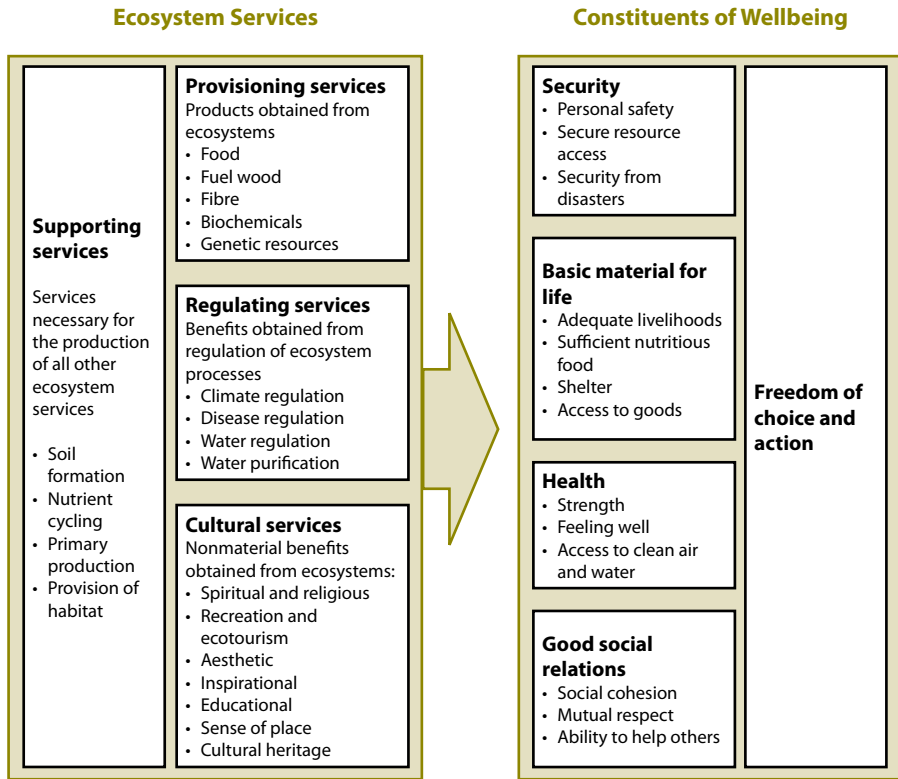 Ecosystem Services
Supporting
services
Services
necessary for
the production
of all other
ecosystem
services
• Soil
formation
• Nutrient
cycling
• Primary
production
• Provision of
habitat
Provisioning services
Products obtained from
ecosystems
• Food
• Fuel wood
• Fibre
• Biochemicals
• Genetic resources
Regulating services
Benefits obtained from
regulation of ecosystem
processes
• Climate regulation
• Disease regulation
• Water regulation
• Water purification
Cultural services
Nonmaterial benefits
obtained from ecosystems:
• Spiritual and religious
• Recreation and
ecotourism
• Aesthetic
• Inspirational
• Educational
• Sense of place
• Cultural heritage
Constituents of Wellbeing
Security
• Personal safety
• Secure resource
access
• Security from
disasters
Basic material for
life
• Adequate livelihoods
• Sufficient nutritious
food
• Shelter
• Access to goods
Health
• Strength
• Feeling well
• Access to clean air
and water
Good social
relations
• Social cohesion
• Mutual respect
• Ability to help others
Freedom of
choice and
action